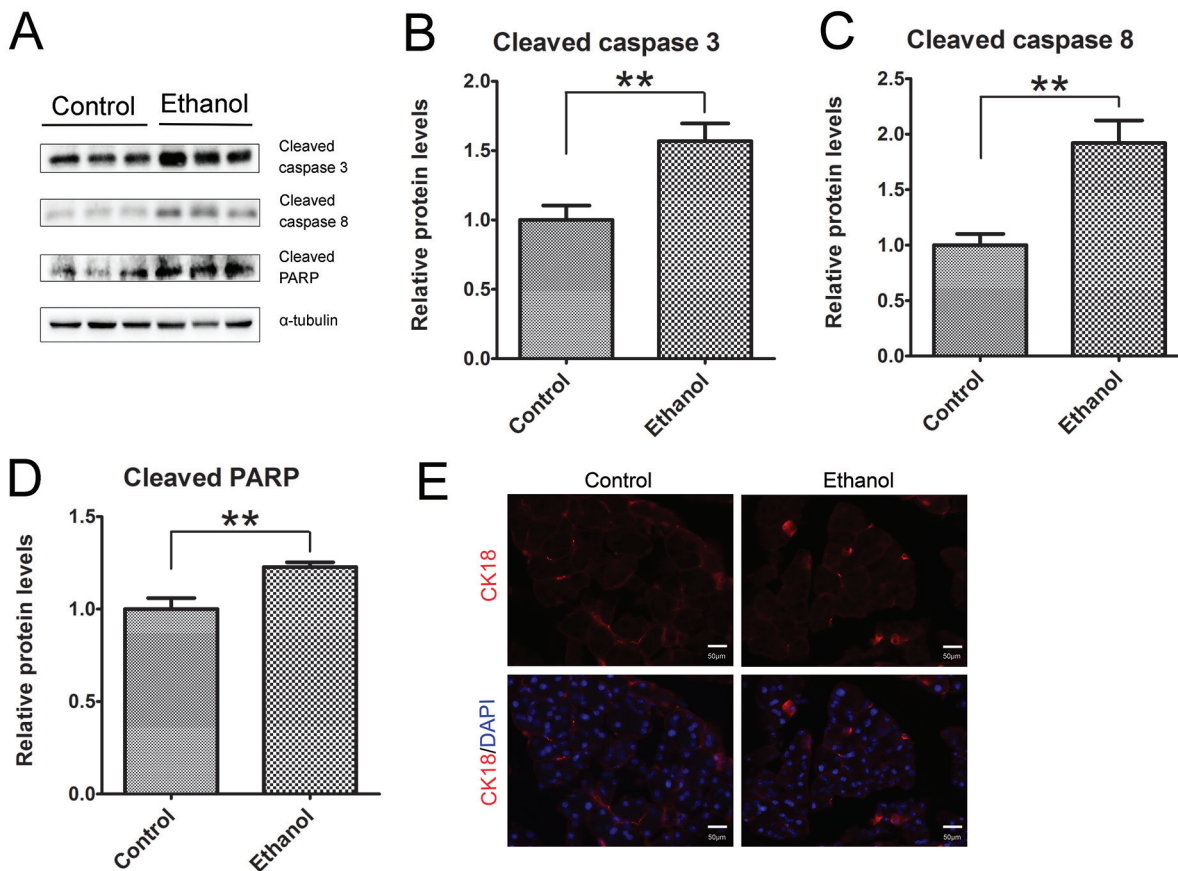 A
Control Ethanol
Cleaved
caspase 3
Cleaved
caspase 8
Cleaved
PARP
α-tubulin
B
Cleaved caspase 3
Relative protein levels
2.0
**
1.5
1.0
0.5
0.0
Control
Ethanol
C
Cleaved caspase 8
Relative protein levels
2.5
**
2.0
1.5
1.0
0.5
0.0
Control
Ethanol
D
Cleaved PARP
Relative protein levels
1.5
**
1.0
0.5
0.0
Control
Ethanol
E
Control Ethanol
CK18
50μm
50μm
CK18/DAPI
50μm
50μm